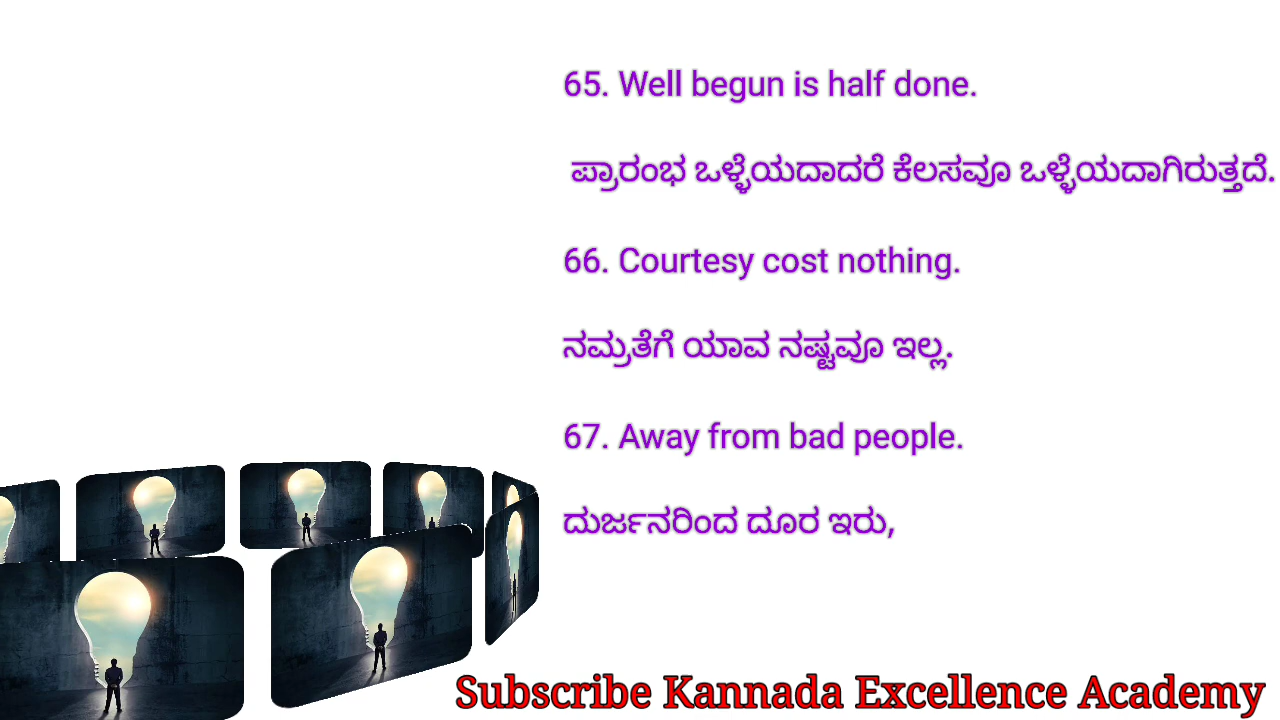 65. Well begun is half done.
ಪ್ರಾರಂಭ ಒಳ್ಳೆಯದಾದರೆ ಕೆಲಸವೂ ಒಳ್ಳೆಯದಾಗಿರುತ್ತದೆ.
66. Courtesy cost nothing.
ನಮ್ರತೆಗೆ ಯಾವ ನಷ್ಟವೂ ಇಲ್ಲ.
67. Away from bad people.
ದುರ್ಜನರಿಂದ ದೂರ ಇರು,
Subscribe Kannada Excellence Academy